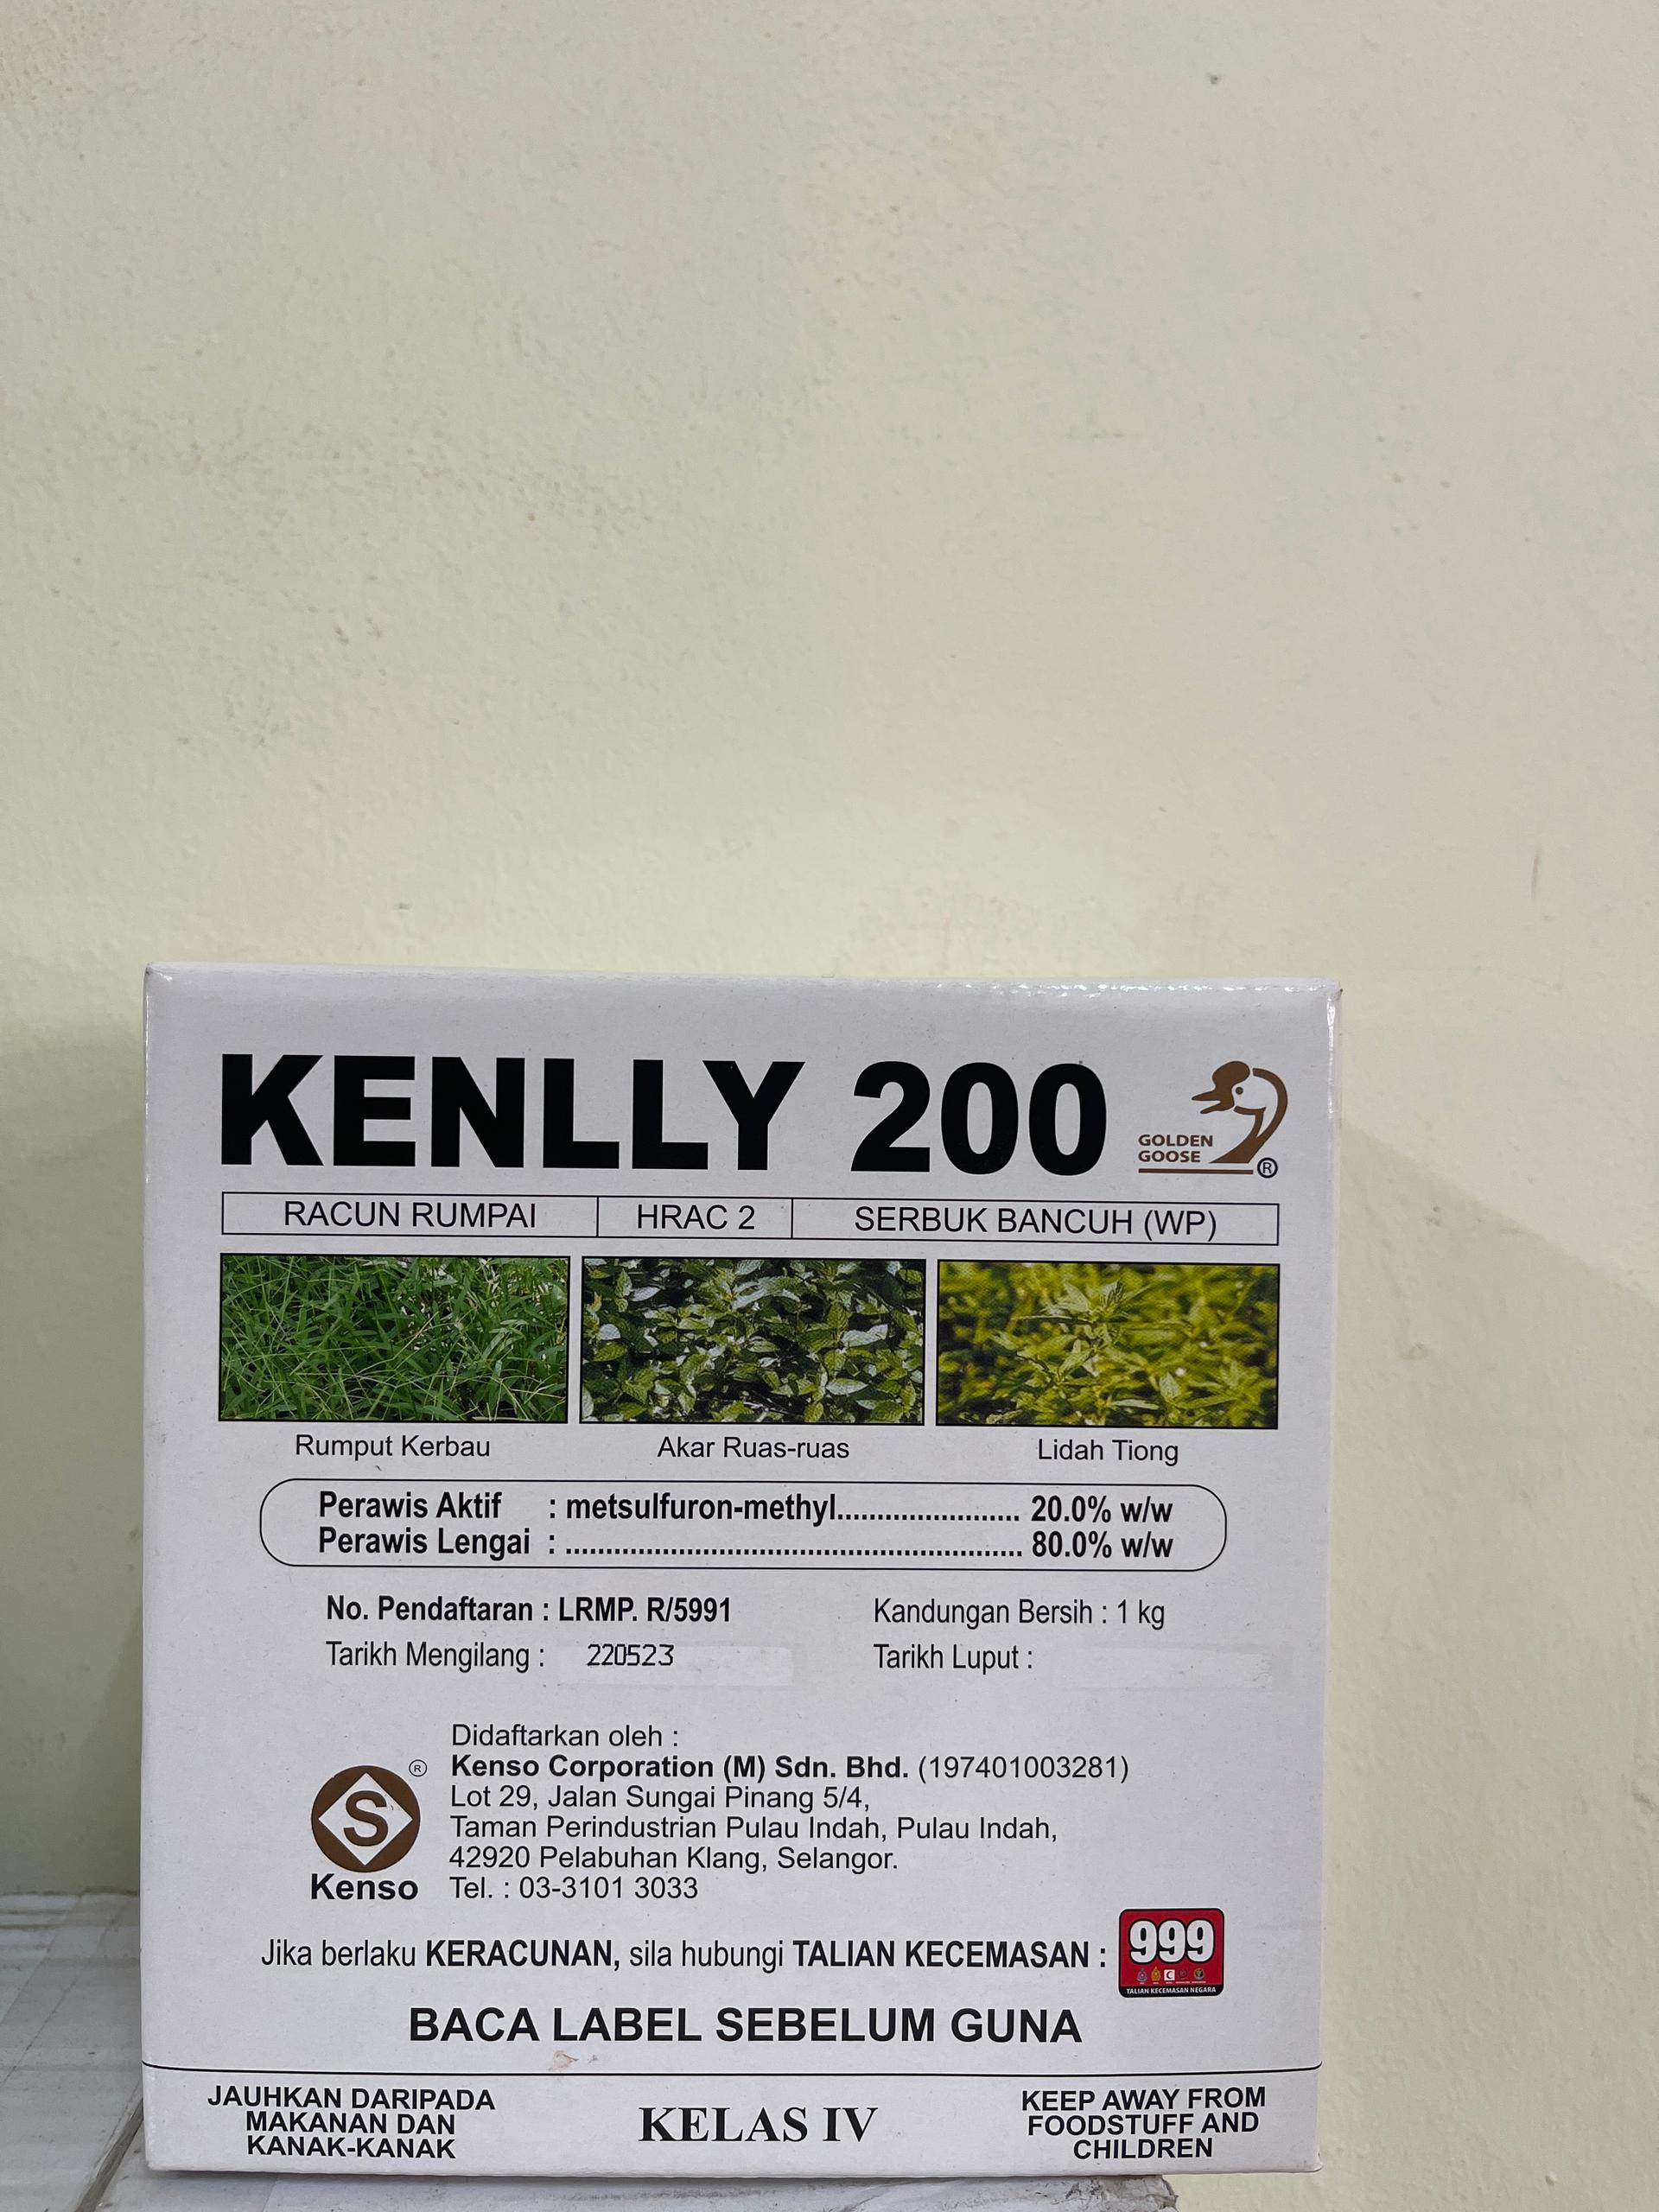 KENLLY 200
GOLDEN
GOOSE
®
RACUN RUMPAI HRAC 2 SERBUK BANCUH (WP)
Rumput Kerbau Akar Ruas-ruas Lidah Tiong
Perawis Aktif : metsulfuron-methyl...................... 20.0% w/w
Perawis Lengai : ........................................................ 80.0% w/w
No. Pendaftaran : LRMP. R/5991 Kandungan Bersih : 1 kg
Tarikh Mengilang : 220523 Tarikh Luput :
Didaftarkan oleh :
Kenso Corporation (M) Sdn. Bhd. (197401003281)
Lot 29, Jalan Sungai Pinang 5/4,
Taman Perindustrian Pulau Indah, Pulau Indah,
42920 Pelabuhan Klang, Selangor.
Tel. : 03-3101 3033
®
S
Kenso
Jika berlaku KERACUNAN, sila hubungi TALIAN KECEMASAN : 999
TALIAN KECEMASAN NEGARA
BACA LABEL SEBELUM GUNA
JAUHKAN DARIPADA
MAKANAN DAN
KANAK-KANAK
KELAS IV
KEEP AWAY FROM
FOODSTUFF AND
CHILDREN